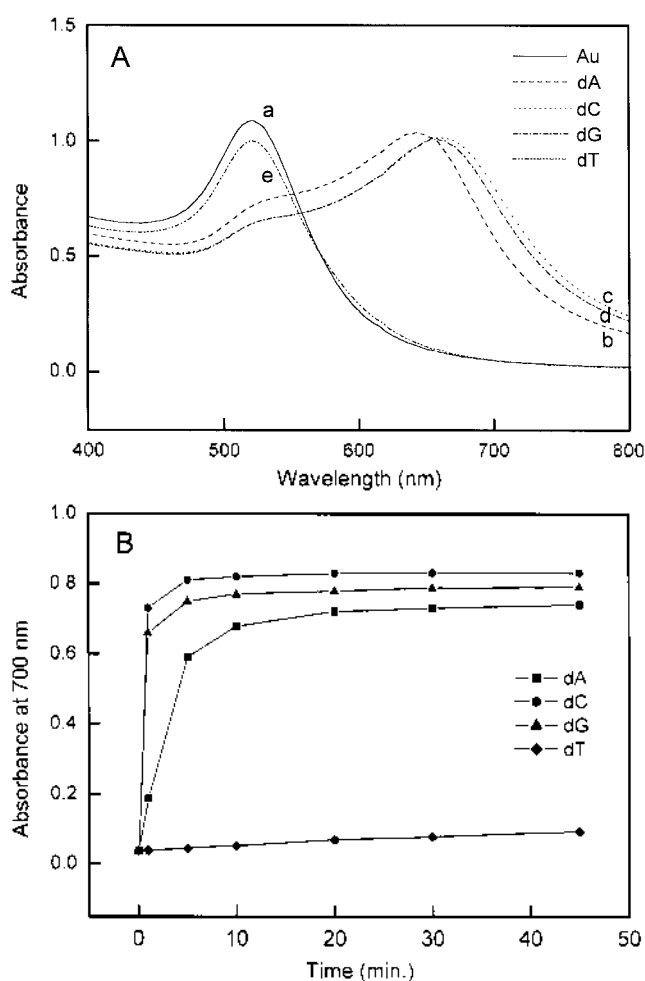 1.5
A
Au
dA
dC
dG
dT
a
1.0
e
Absorbance
0.5
c
d
b
0.0
400
500
600
700
800
Wavelength (nm)
1.0
B
0.8
0.6
dA
dC
dG
dT
0.4
0.2
0.0
Absorbance at 700 nm
0
10
20
30
40
50
Time (min.)